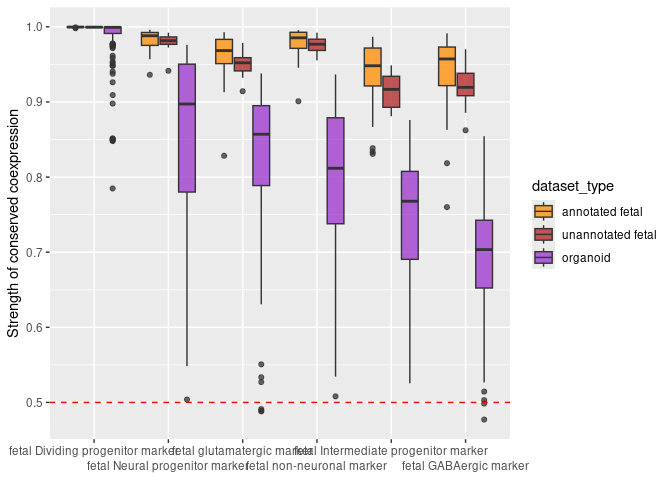 Strength of conserved coexpression
1.0
0.9
0.8
0.7
0.6
0.5
fetal Dividing progenitor marker
fetal Neural progenitor marker
fetal glutamatergic marker
fetal non-neuronal marker
fetal Intermediate progenitor marker
fetal GABAergic marker
dataset_type
annotated fetal
unannotated fetal
organoid